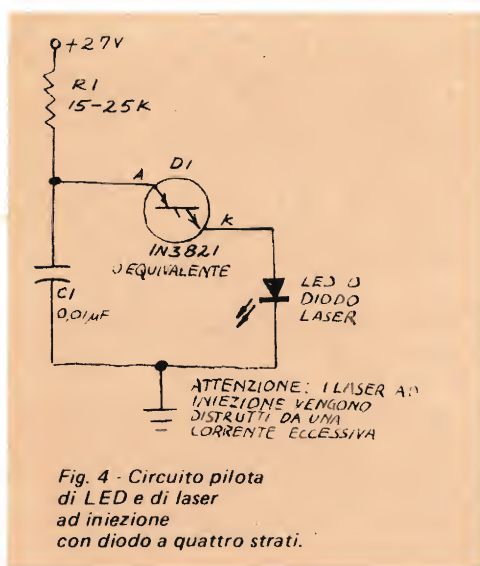 +27V
R1
15-25K
D1
A
K
1N3821
O EQUIVALENTE
C1
0,01µF
LED O
DIODO
LASER
ATTENZIONE: I LASER AD
INIEZIONE VENGONO
DISTRUTTI DA UNA
CORRENTE ECCESSIVA
Fig. 4 - Circuito pilota
di LED e di laser
ad iniezione
con diodo a quattro strati.